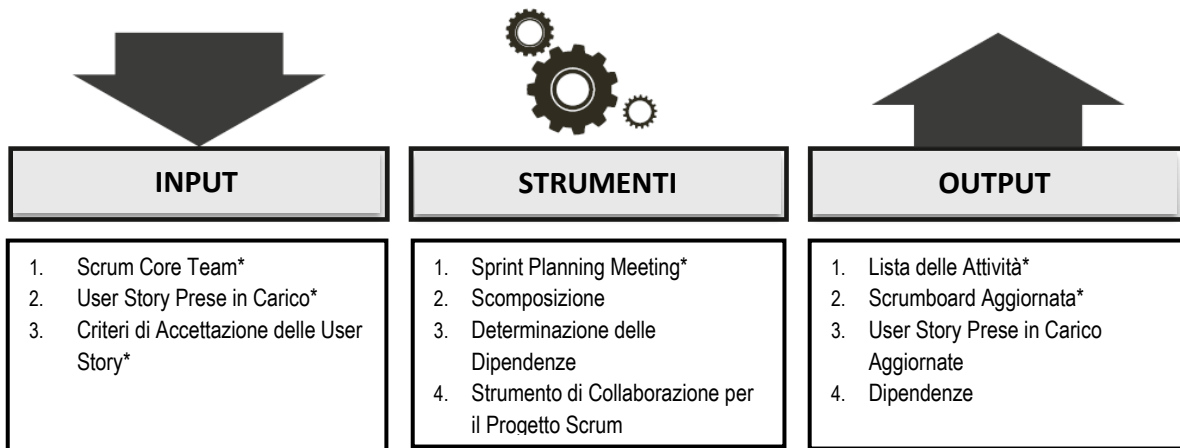 INPUT
STRUMENTI
OUTPUT
1. Scrum Core Team*
2. User Story Prese in Carico*
3. Criteri di Accettazione delle User
Story*
1. Sprint Planning Meeting*
2. Scomposizione
3. Determinazione delle
Dipendenze
4. Strumento di Collaborazione per
il Progetto Scrum
1. Lista delle Attività*
2. Scrumboard Aggiornata*
3. User Story Prese in Carico
Aggiornate
4. Dipendenze